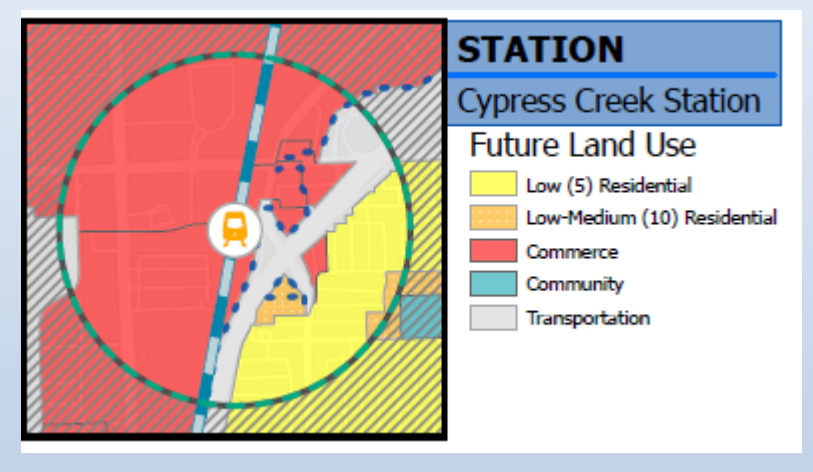 STATION
Cypress Creek Station
Future Land Use
Low (5) Residential
Low-Medium (10) Residential
Commerce
Community
Transportation